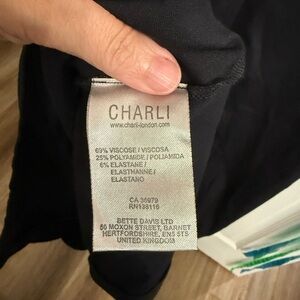 CHARLI
www.charli-london.com
69% VISCOSE / VISCOSA
25% POLYAMIDE / POLIAMIDA
6% ELASTANE /
ELASTHANNE /
ELASTANO
CA 36979
RN138116
BETTE DAVIS LTD
50 MOXON STREET, BARNET
HERTFORDSHIRE, EN5 5TS
UNITED KINGDOM